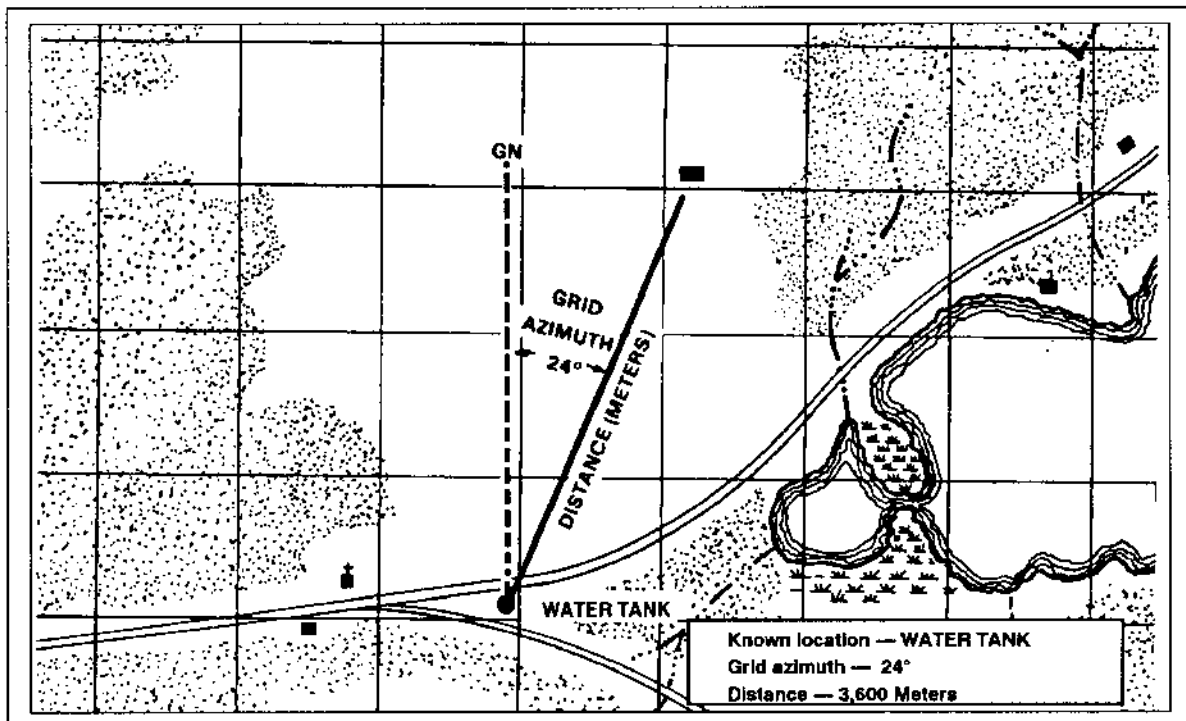 GN
GRID
AZIMUTH
24°
DISTANCE (METERS)
WATER TANK
Known location — WATER TANK
Grid azimuth — 24°
Distance — 3,600 Meters